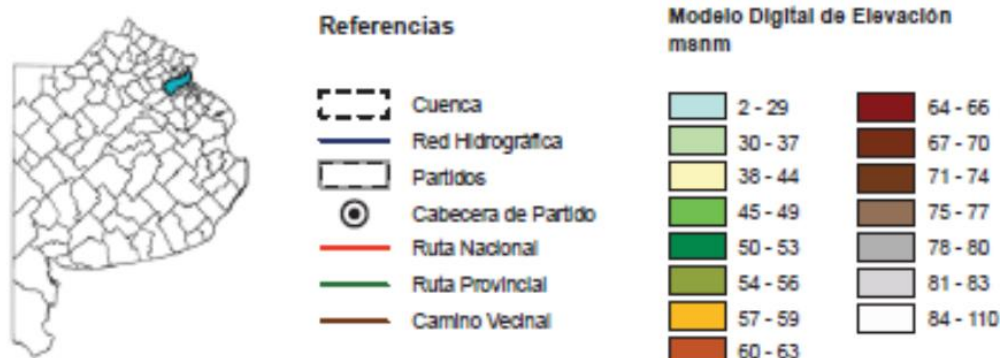 Referencias
Cuenca
Red Hidrográfica
Partidos
Cabecera de Partido
Ruta Nacional
Ruta Provincial
Camino Vecinal
Modelo Digital de Elevación
msnm
2 - 29
30 - 37
38 - 44
45 - 49
50 - 53
54 - 56
57 - 59
60 - 63
64 - 66
67 - 70
71 - 74
75 - 77
78 - 80
81 - 83
84 - 110